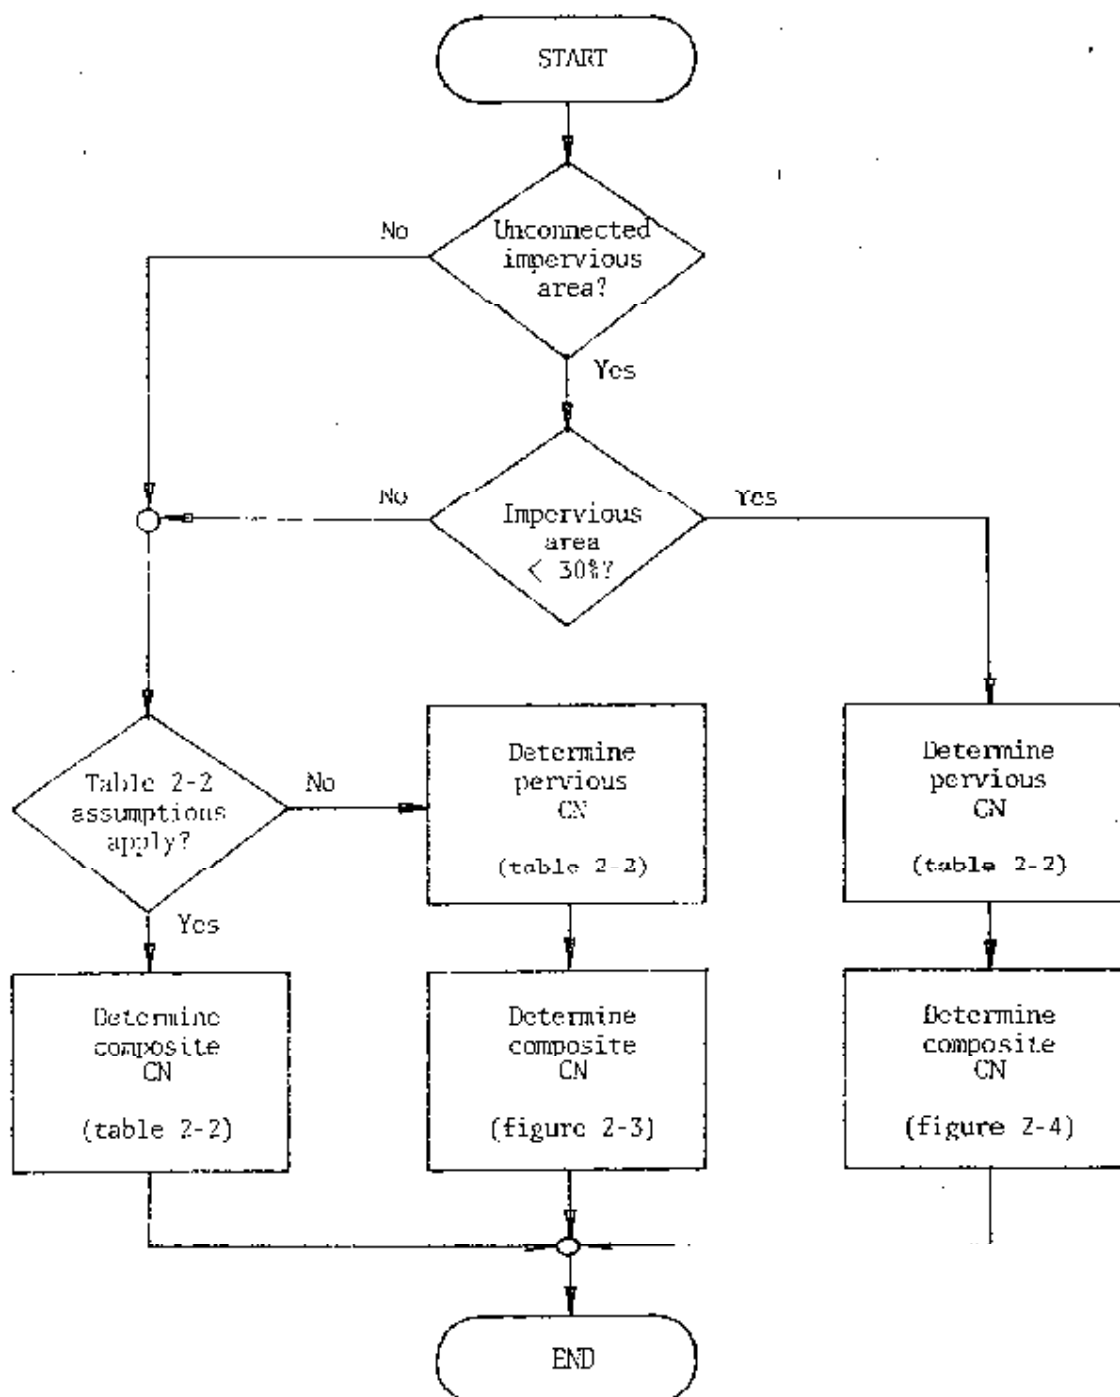 START
No
Unconnected
impervious
area?
Yes
No
Impervious
area
< 30%?
Yes
Table 2-2
assumptions
apply?
No
Yes
Determine
pervious
CN
(table 2-2)
Determine
pervious
CN
(table 2-2)
Determine
composite
CN
(table 2-2)
Determine
composite
CN
(figure 2-3)
Determine
composite
CN
(figure 2-4)
END